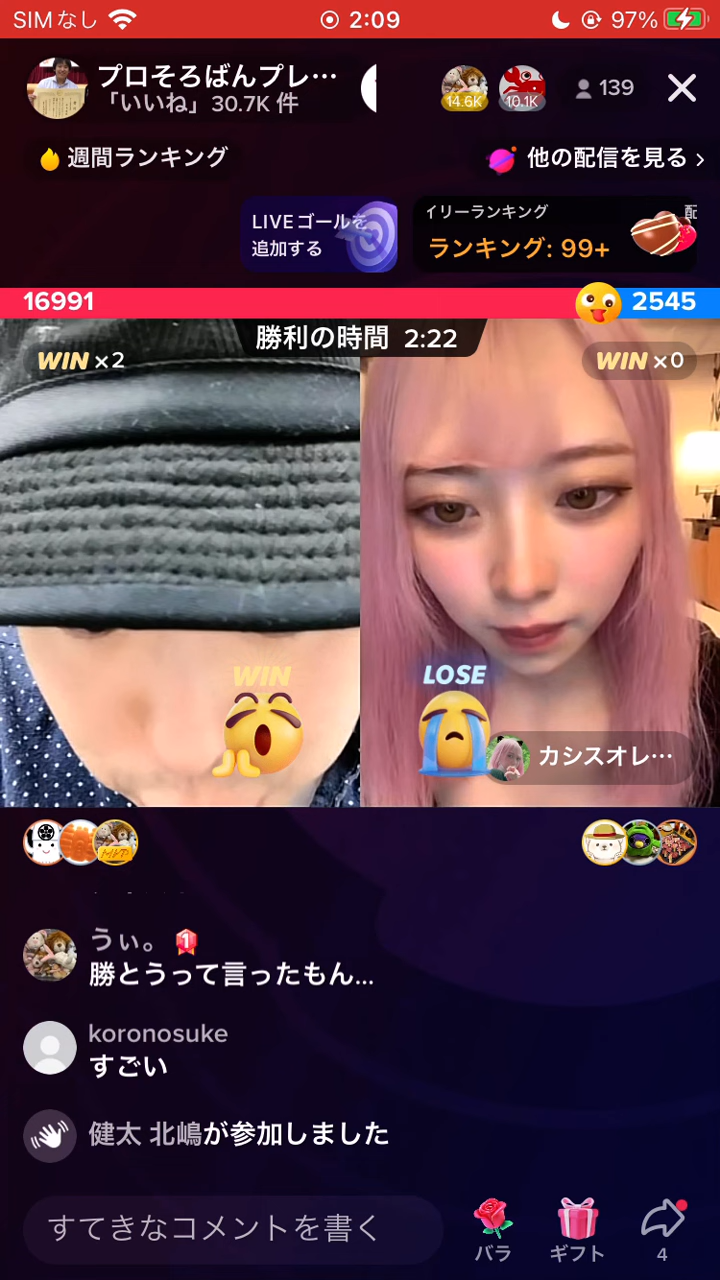 SIMなし
2:09
97%
プロそろばんプレ…
「いいね」30.7K 件
14.6K
10.1K
139
週間ランキング
他の配信を見る
LIVEゴールを
追加する
イリーランキング
配
ランキング: 99+
16991
2545
勝利の時間 2:22
WIN x2
WIN x0
WIN
LOSE
カシスオレ…
うぃ。
1
勝とうって言ったもん...
koronosuke
すごい
健太 北嶋が参加しました
すてきなコメントを書く
バラ
ギフト
4